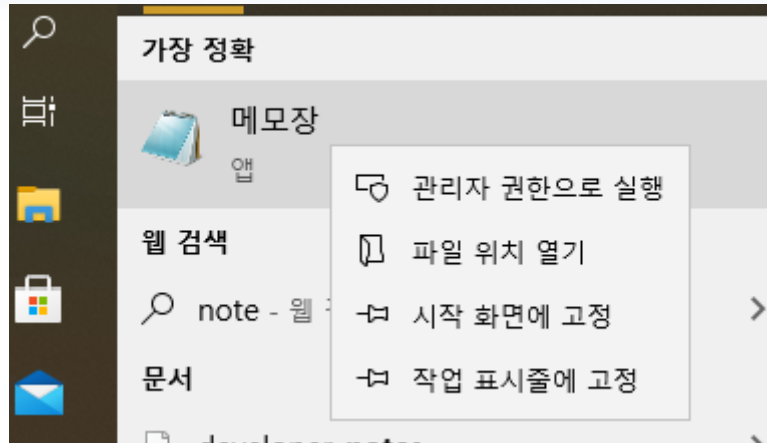 가장 정확
메모장
앱
관리자 권한으로 실행
파일 위치 열기
시작 화면에 고정
작업 표시줄에 고정
웹 검색
note - 웹
문서
developer notes